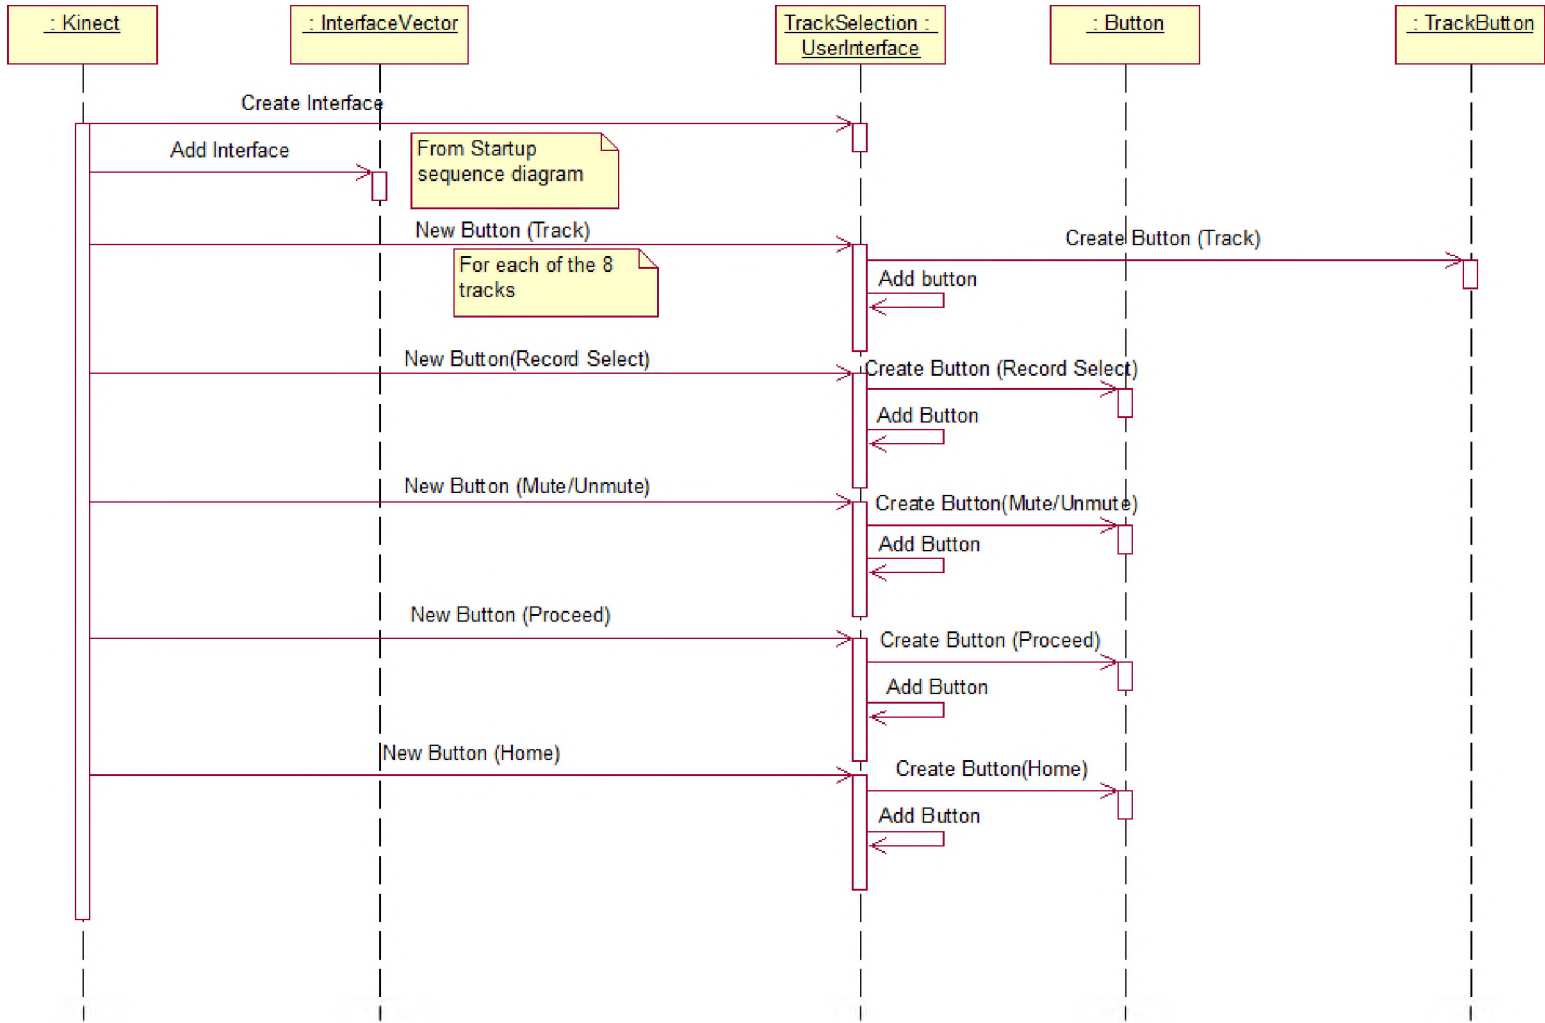 : Kinect
: InterfaceVector
TrackSelection :
UserInterface
: Button
: TrackButton
Create Interface
Add Interface
From Startup
sequence diagram
New Button (Track)
Create Button (Track)
For each of the 8
tracks
Add button
New Button(Record Select)
Create Button (Record Select)
Add Button
New Button (Mute/Unmute)
Create Button(Mute/Unmute)
Add Button
New Button (Proceed)
Create Button (Proceed)
Add Button
New Button (Home)
Create Button(Home)
Add Button